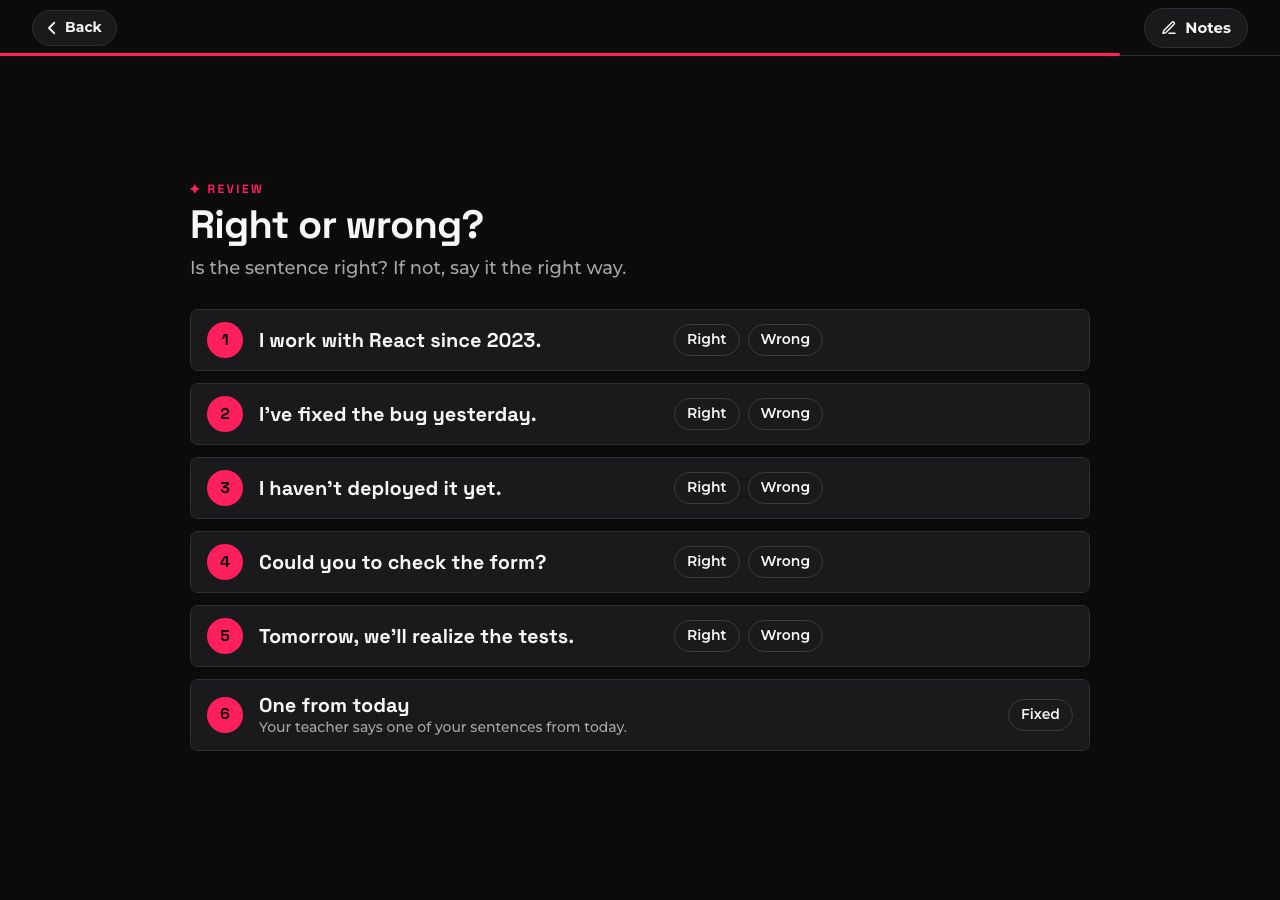 Back
Notes
REVIEW
Right or wrong?
Is the sentence right? If not, say it the right way.
1 I work with React since 2023. Right Wrong
2 I’ve fixed the bug yesterday. Right Wrong
3 I haven’t deployed it yet. Right Wrong
4 Could you to check the form? Right Wrong
5 Tomorrow, we’ll realize the tests. Right Wrong
6 One from today
Your teacher says one of your sentences from today.
Fixed